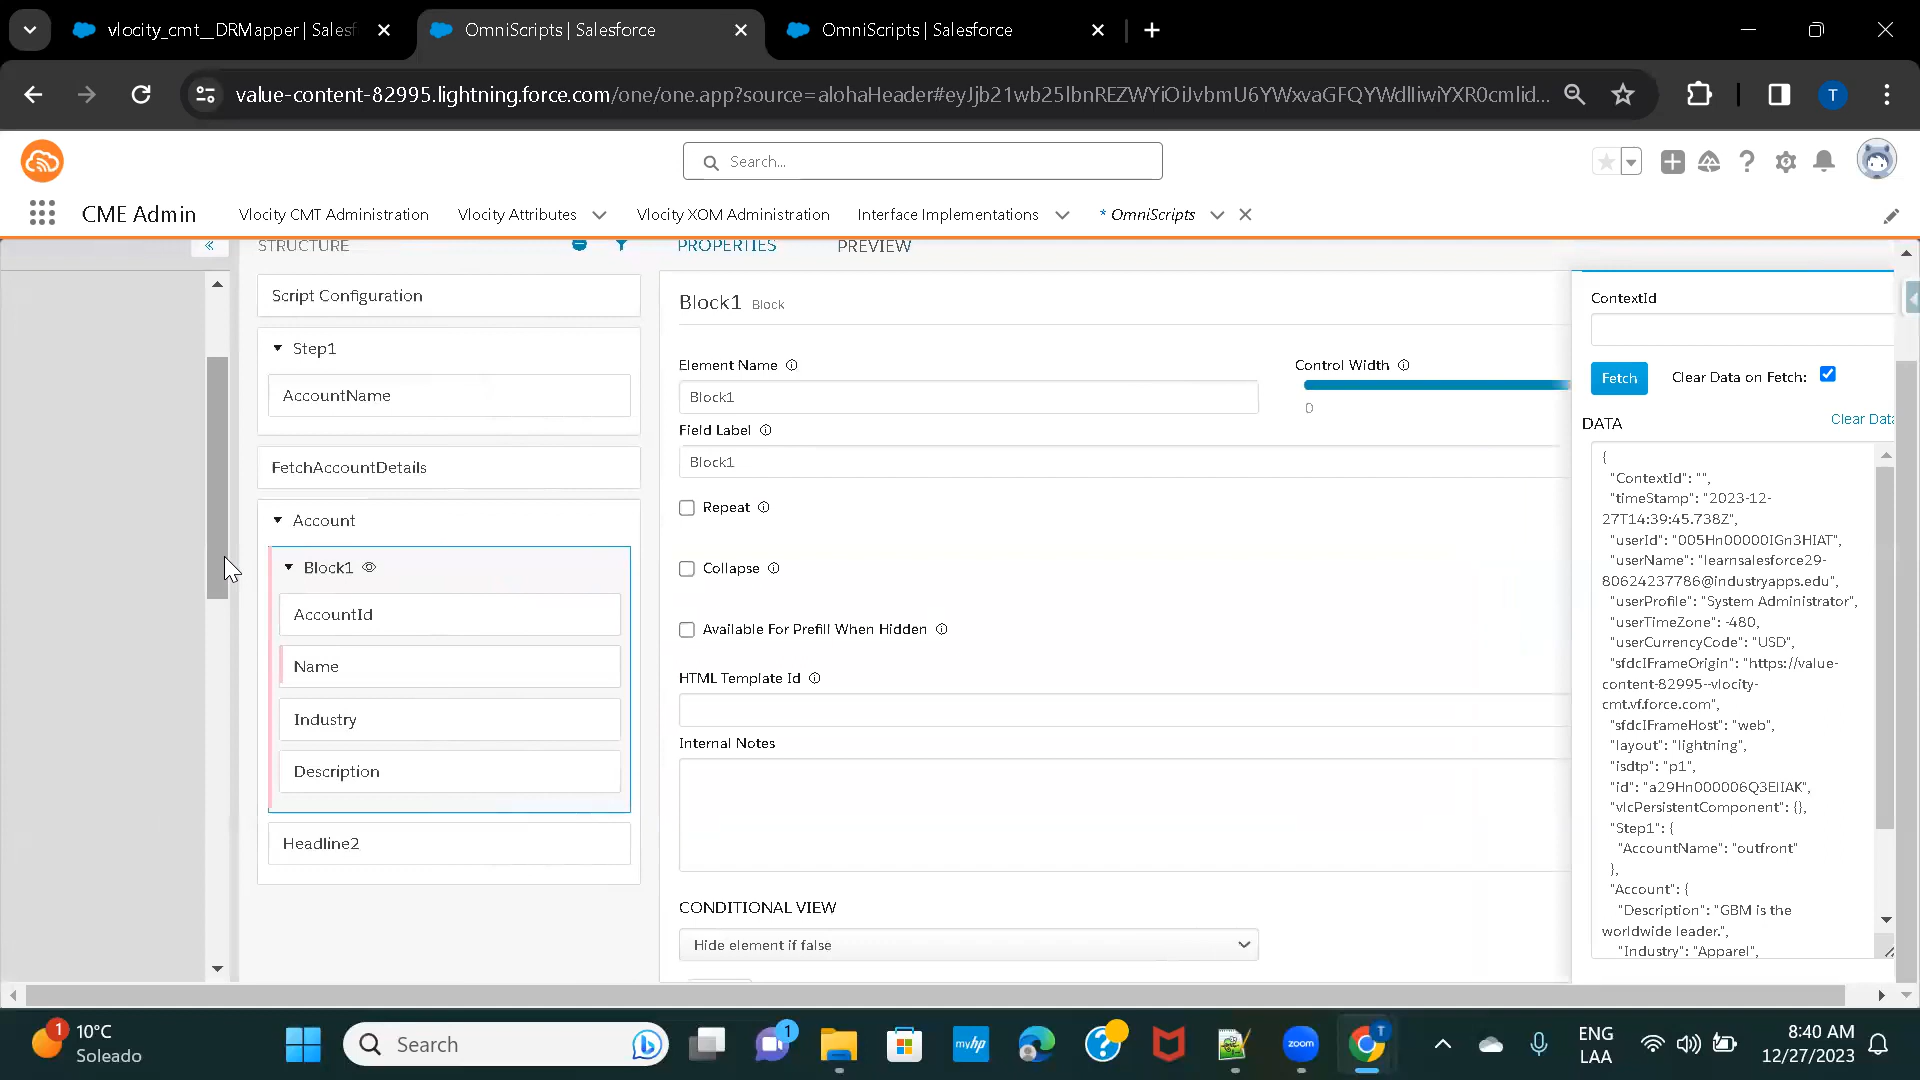 vlocity_cmt__DRMapper | Salesf
OmniScripts | Salesforce
OmniScripts | Salesforce
value-content-82995.lightning.force.com/one/one.app?source=alohaHeader#eyJjb21wb25lbnREZWYiOiJvbmU6YWxvaGFQYWdlIiwiYXR0cmlid...
T
Search...
CME Admin
Vlocity CMT Administration
Vlocity Attributes
Vlocity XOM Administration
Interface Implementations
* OmniScripts
STRUCTURE
PROPERTIES
PREVIEW
Script Configuration
Step1
AccountName
FetchAccountDetails
Account
Block1
AccountId
Name
Industry
Description
Headline2
Block1 Block
Element Name
Block1
Control Width
0
Field Label
Block1
Repeat
Collapse
Available For Prefill When Hidden
HTML Template Id
Internal Notes
CONDITIONAL VIEW
Hide element if false
ContextId
Fetch
Clear Data on Fetch:
DATA
Clear Data
{
"ContextId": "",
"timeStamp": "2023-12-
27T14:39:45.738Z",
"userId": "005Hn00000IGn3HIAT",
"userName": "learnsalesforce29-
80624237786@industryapps.edu",
"userProfile": "System Administrator",
"userTimeZone": -480,
"userCurrencyCode": "USD",
"sfdcIFrameOrigin": "https://value-
content-82995--vlocity-
cmt.vf.force.com",
"sfdcIFrameHost": "web",
"layout": "lightning",
"isdtp": "p1",
"id": "a29Hn000006Q3EIIAK",
"vlcPersistentComponent": {},
"Step1": {
"AccountName": "outfront"
},
"Account": {
"Description": "GBM is the
worldwide leader.",
"Industry": "Apparel",
1
10°C
Soleado
Search
1
myhp
zoom
T
ENG
LAA
8:40 AM
12/27/2023